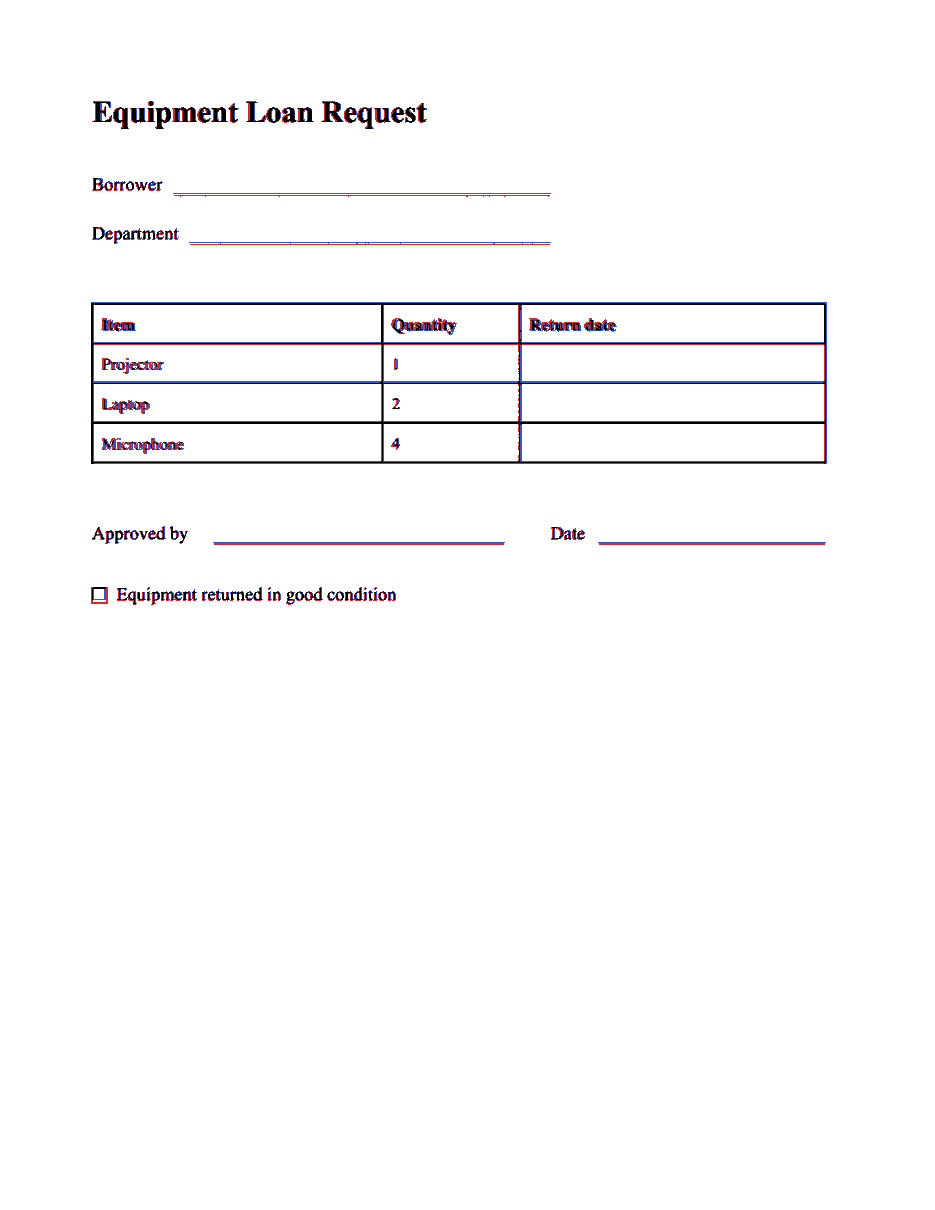 Equipment Loan Request
Borrower
Department
Item Quantity Return date
Projector 1
Laptop 2
Microphone 4
Approved by Date
Equipment returned in good condition